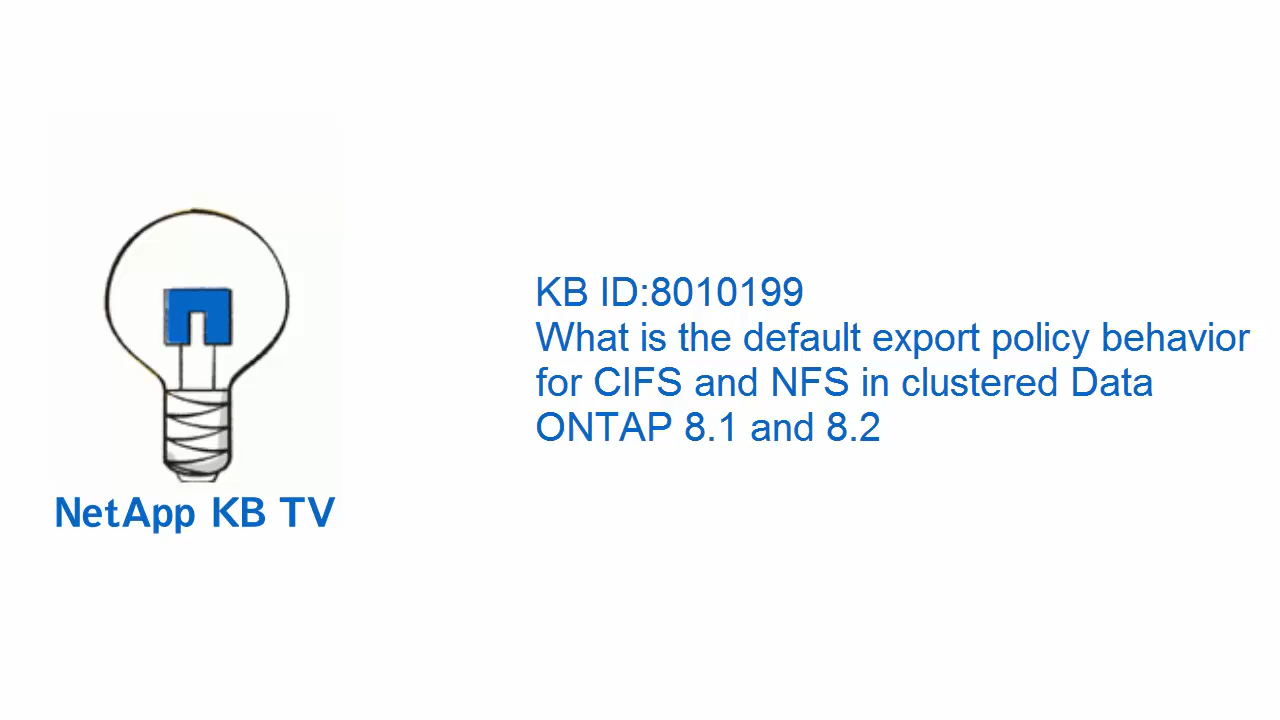 KB ID:8010199
What is the default export policy behavior
for CIFS and NFS in clustered Data
ONTAP 8.1 and 8.2
NetApp KB TV